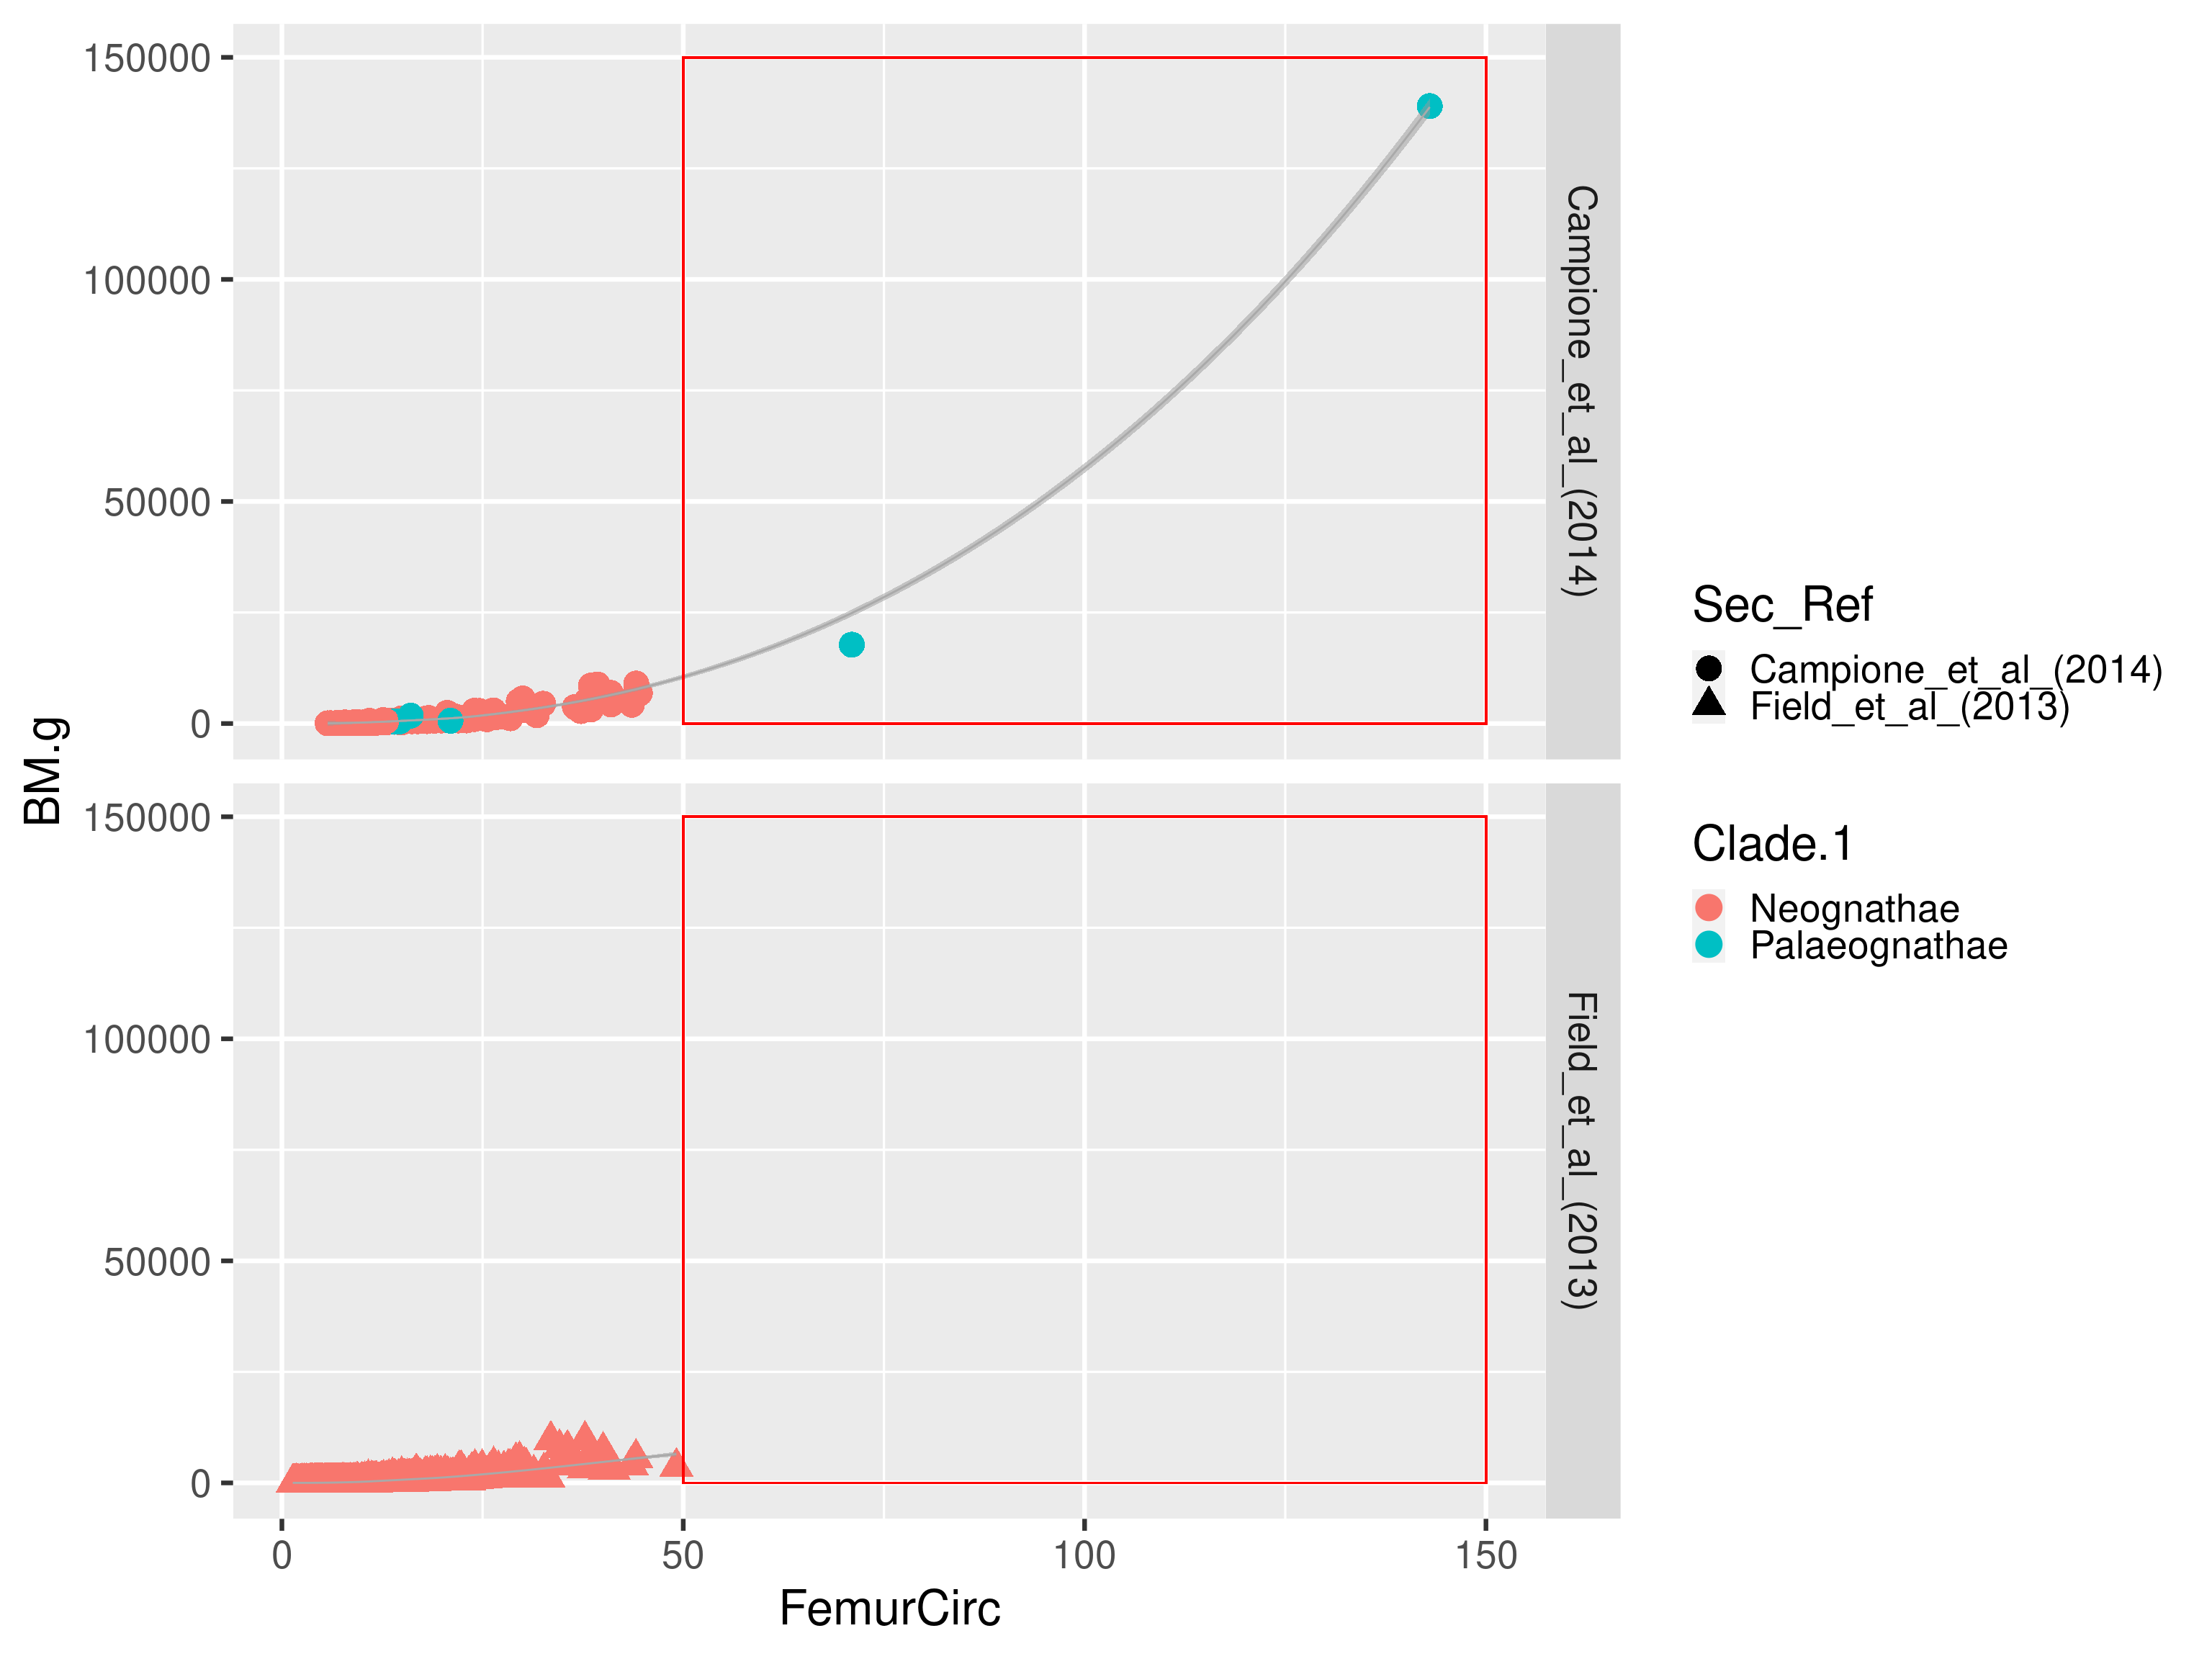 150000
100000
50000
0
Campione_et_al_(2014)
BM.g
150000
100000
50000
0
Field_et_al_(2013)
0
50
100
150
FemurCirc
Sec_Ref
Campione_et_al_(2014)
Field_et_al_(2013)
Clade.1
Neognathae
Palaeognathae